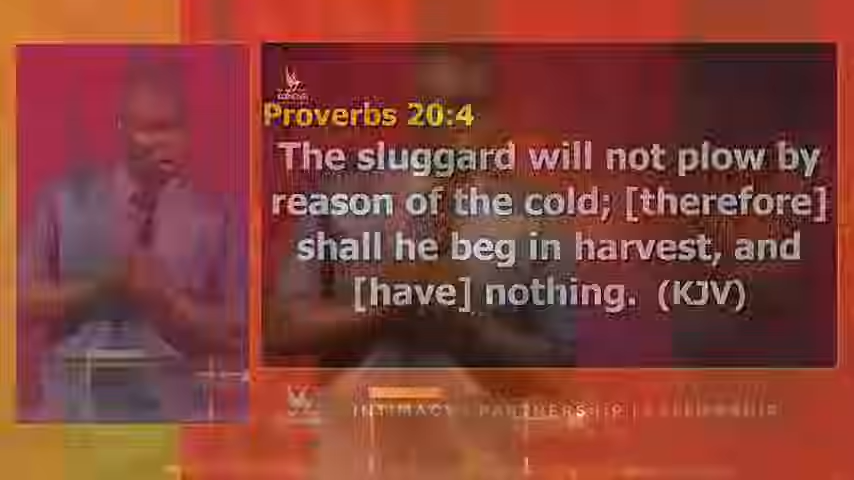 Proverbs 20:4
The sluggard will not plow by
reason of the cold; [therefore]
shall he beg in harvest, and
[have] nothing. (KJV)
INTIMACY | PARTNERSHIP | LEADERSHIP